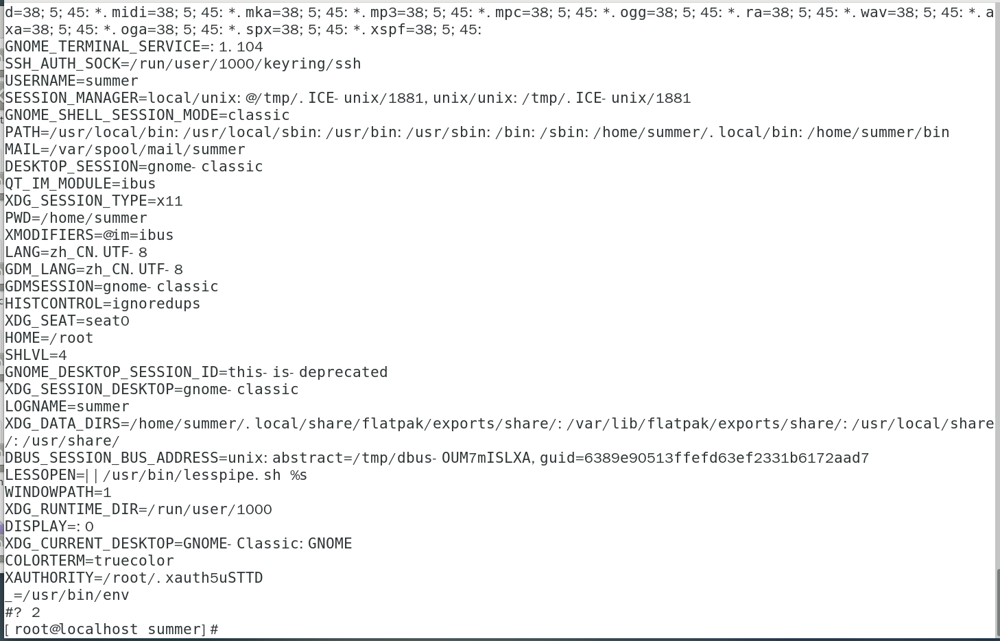 d=38; 5; 45: *. midi=38; 5; 45: *. mka=38; 5; 45: *. mp3=38; 5; 45: *. mpc=38; 5; 45: *. ogg=38; 5; 45: *. ra=38; 5; 45: *. wav=38; 5; 45: *. a
xa=38; 5; 45: *. oga=38; 5; 45: *. spx=38; 5; 45: *. xspf=38; 5; 45:
GNOME_TERMINAL_SERVICE=: 1. 104
SSH_AUTH_SOCK=/run/user/1000/keyring/ssh
USERNAME=summer
SESSION_MANAGER=local/unix: @/tmp/. ICE- unix/1881, unix/unix: /tmp/. ICE- unix/1881
GNOME_SHELL_SESSION_MODE=classic
PATH=/usr/local/bin: /usr/local/sbin: /usr/bin: /usr/sbin: /bin: /sbin: /home/summer/. local/bin: /home/summer/bin
MAIL=/var/spool/mail/summer
DESKTOP_SESSION=gnome- classic
QT_IM_MODULE=ibus
XDG_SESSION_TYPE=x11
PWD=/home/summer
XMODIFIERS=@im=ibus
LANG=zh_CN. UTF- 8
GDM_LANG=zh_CN. UTF- 8
GDMSESSION=gnome- classic
HISTCONTROL=ignoredups
XDG_SEAT=seat0
HOME=/root
SHLVL=4
GNOME_DESKTOP_SESSION_ID=this- is- deprecated
XDG_SESSION_DESKTOP=gnome- classic
LOGNAME=summer
XDG_DATA_DIRS=/home/summer/. local/share/flatpak/exports/share/: /var/lib/flatpak/exports/share/: /usr/local/share
/: /usr/share/
DBUS_SESSION_BUS_ADDRESS=unix: abstract=/tmp/dbus- OUM7mISLXA, guid=6389e90513ffefd63ef2331b6172aad7
LESSOPEN=||/usr/bin/lesspipe. sh %s
WINDOWPATH=1
XDG_RUNTIME_DIR=/run/user/1000
DISPLAY=: 0
XDG_CURRENT_DESKTOP=GNOME- Classic: GNOME
COLORTERM=truecolor
XAUTHORITY=/root/. xauth5uSTTD
_=/usr/bin/env
#? 2
[ root@localhost summer] #